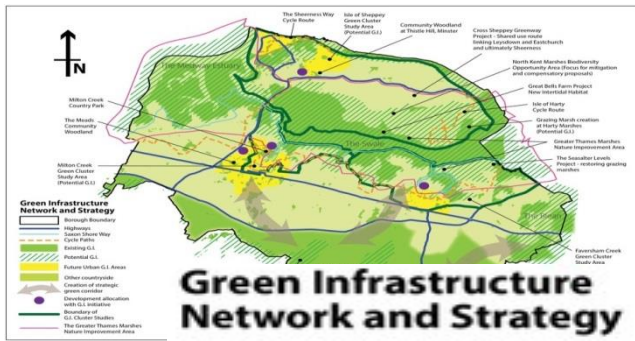 The Sheerness Way
Cycle Route
Isle of Sheppey
Green Cluster
Study Area
(Potential G.I.)
Community Woodland
at Thistle Hill, Minster
Cross Sheppey Greenway
Project - Shared use route
linking Leysdown and Eastchurch
and ultimately Sheerness
North Kent Marshes Biodiversity
Opportunity Area (Focus for mitigation
and compensatory proposals)
Great Bells Farm Project
New Intertidal Habitat
Isle of Harty
Cycle Route
Grazing Marsh creation
at Harty Marshes
(Potential G.I.)
Greater Thames Marshes
Nature Improvement Area
The Seasalter Levels
Project - restoring grazing
marshes
N
The Medway Estuary
Milton Creek
Country Park
The Meads
Community
Woodland
The Swale
Milton Creek
Green Cluster
Study Area
(Potential G.I.)
The Blean
Faversham Creek
Green Cluster
Study Area
Green Infrastructure
Network and Strategy
Borough Boundary
Highways
Saxon Shore Way
Cycle Paths
Existing G.I.
Potential G.I.
Future Urban G.I. Areas
Other countryside
Creation of strategic
green corridor
Development allocation
with G.I. initiative
Boundary of
G.I. Cluster Studies
The Greater Thames Marshes
Nature Improvement Area
Green Infrastructure
Network and Strategy